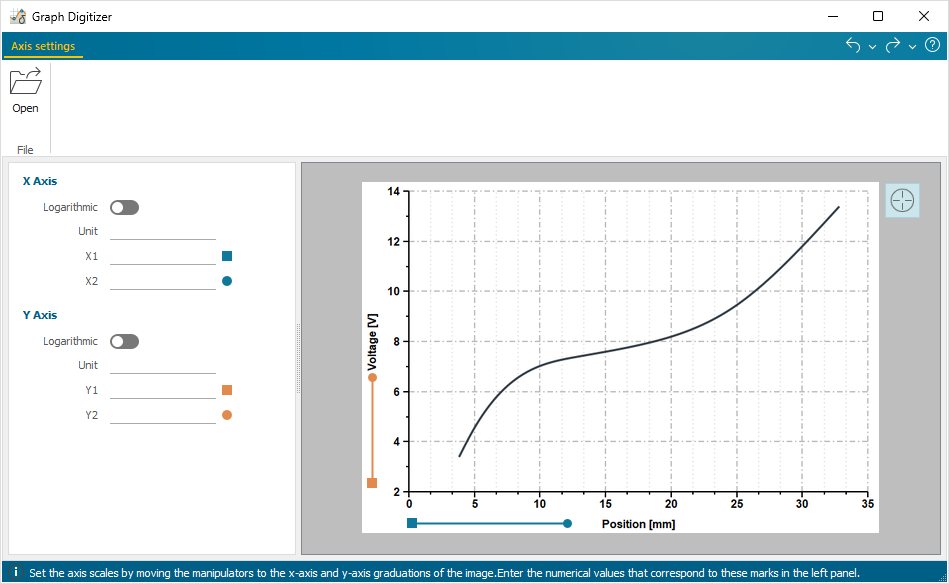 Graph Digitizer
Axis settings
Open
File
X Axis
Logarithmic
Unit
X1
X2
Y Axis
Logarithmic
Unit
Y1
Y2
14
12
10
8
6
4
2
Voltage [V]
0 5 10 15 20 25 30 35
Position [mm]
Set the axis scales by moving the manipulators to the x-axis and y-axis graduations of the image.Enter the numerical values that correspond to these marks in the left panel.